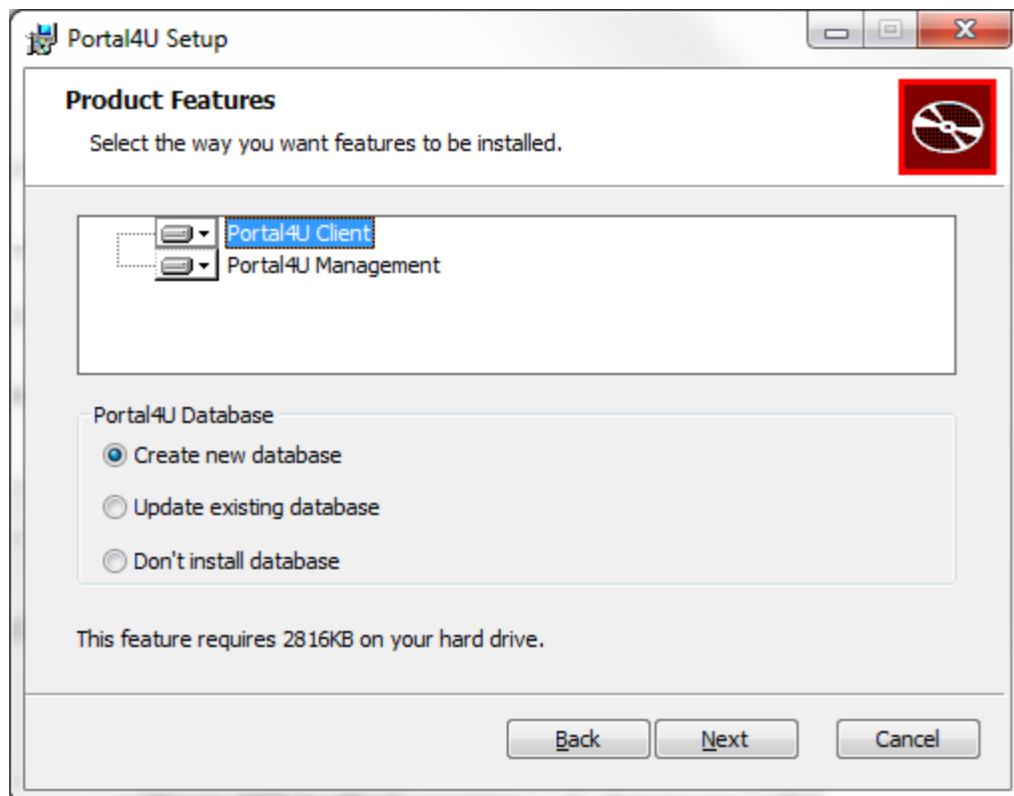 Portal4U Setup
Product Features
Select the way you want features to be installed.
Portal4U Client
Portal4U Management
Portal4U Database
Create new database
Update existing database
Don't install database
This feature requires 2816KB on your hard drive.
Back
Next
Cancel